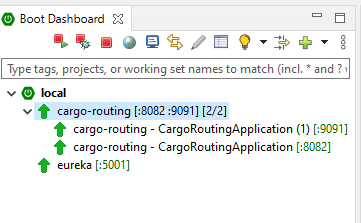 Boot Dashboard
Type tags, projects, or working set names to match (incl. * and ? w
local
cargo-routing [:8082 :9091] [2/2]
cargo-routing - CargoRoutingApplication (1) [:9091]
cargo-routing - CargoRoutingApplication [:8082]
eureka [:5001]